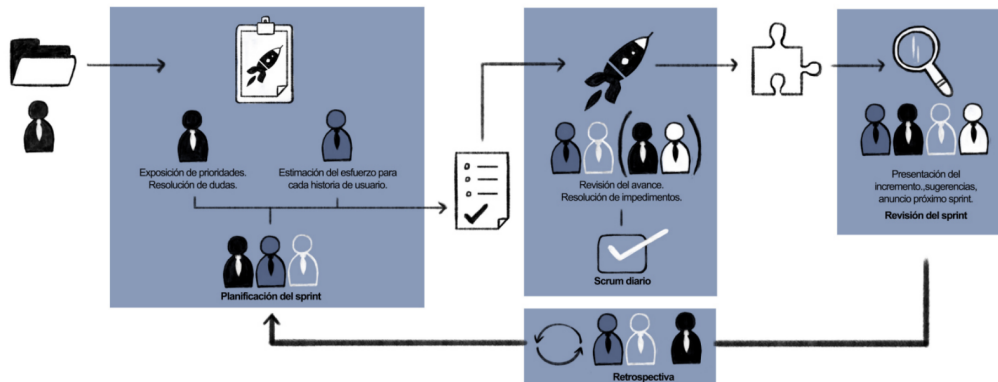 Exposición de prioridades.
Resolución de dudas.
Estimación del esfuerzo para
cada historia de usuario.
Planificación del sprint
Revisión del avance.
Resolución de impedimentos.
Scrum diario
Presentación del
incremento.,sugerencias,
anuncio próximo sprint.
Revisión del sprint
Retrospectiva